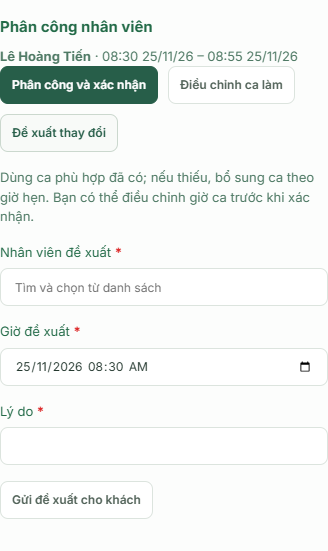 Phân công nhân viên
Lê Hoàng Tiến · 08:30 25/11/26 – 08:55 25/11/26
Phân công và xác nhận
Điều chỉnh ca làm
Đề xuất thay đổi
Dùng ca phù hợp đã có; nếu thiếu, bổ sung ca theo
giờ hẹn. Bạn có thể điều chỉnh giờ ca trước khi xác
nhận.
Nhân viên đề xuất *
Tìm và chọn từ danh sách
Giờ đề xuất *
25/11/2026 08:30 AM
Lý do *
Gửi đề xuất cho khách